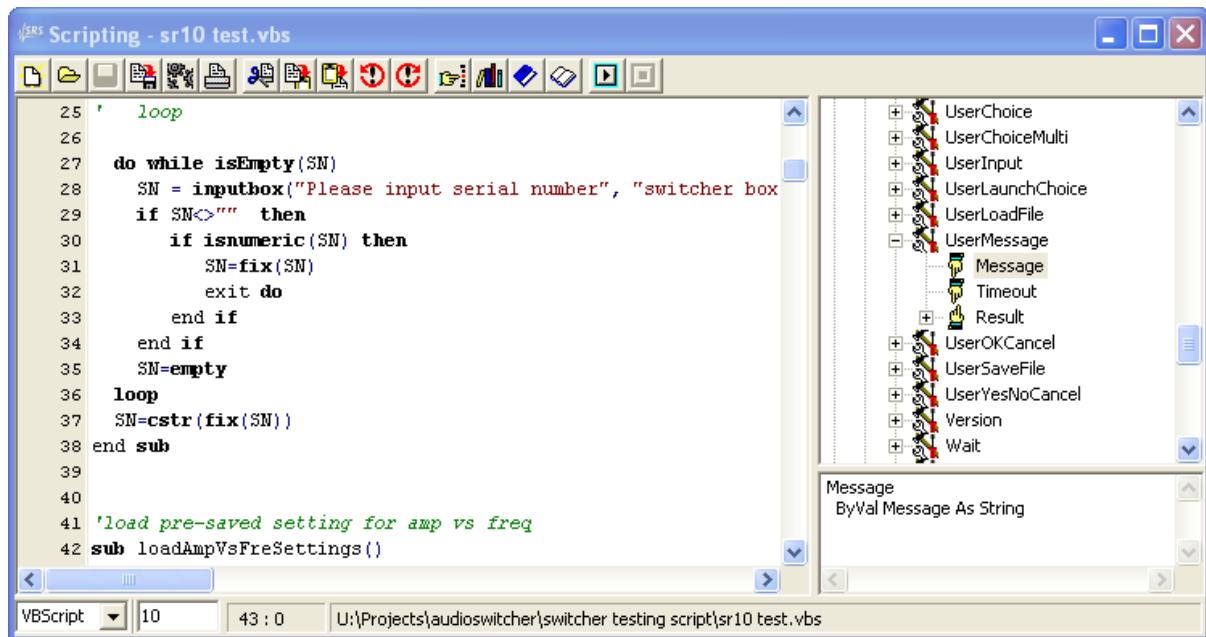 SRS Scripting - sr10 test.vbs
25 '   loop
26
27   do while isEmpty(SN)
28     SN = inputbox("Please input serial number", "switcher box
29     if SN<>""  then
30        if isnumeric(SN) then
31           SN=fix(SN)
32           exit do
33        end if
34     end if
35     SN=empty
36   loop
37   SN=cstr(fix(SN))
38 end sub
39
40
41 'load pre-saved setting for amp vs freq
42 sub loadAmpVsFreSettings()
UserChoice
UserChoiceMulti
UserInput
UserLaunchChoice
UserLoadFile
UserMessage
Message
Timeout
Result
UserOKCancel
UserSaveFile
UserYesNoCancel
Version
Wait
Message
ByVal Message As String
VBScript 10 43 : 0 U:\Projects\audioswitcher\switcher testing script\sr10 test.vbs